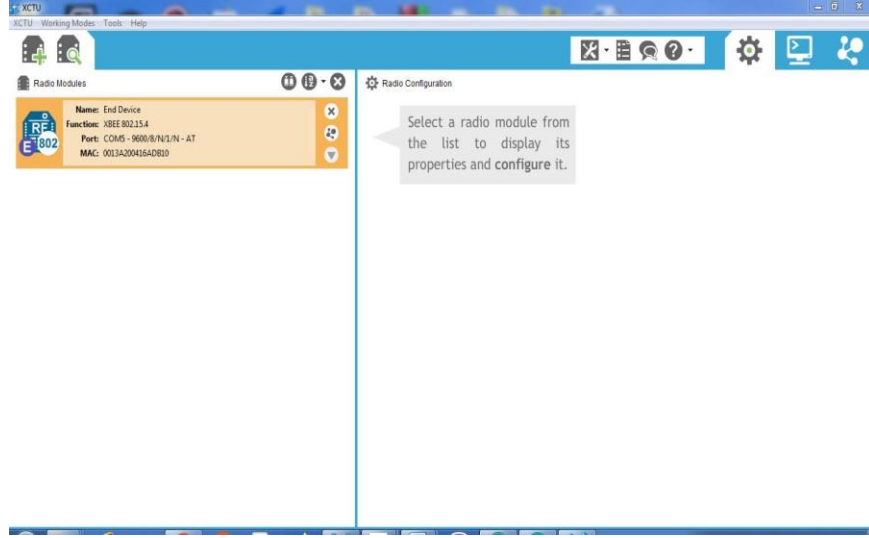 XCTU
XCTU Working Modes Tools Help
Radio Modules
Radio Configuration
Name: End Device
Function: XBEE 802.15.4
Port: COM5 - 9600/8/N/1/N - AT
MAC: 0013A200416ADB10
RF
E 802
Select a radio module from
the list to display its
properties and configure it.